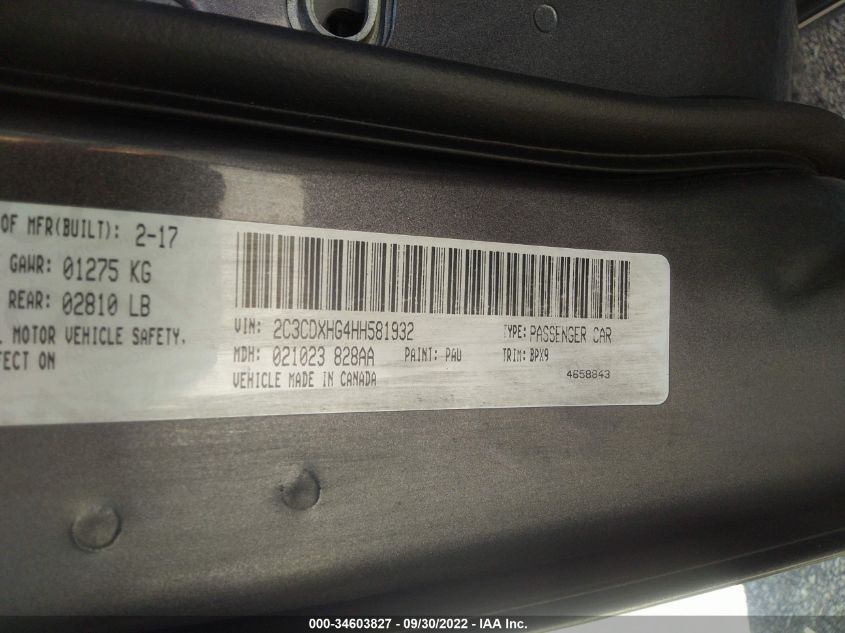 OF MFR(BUILT): 2-17
GAWR: 01275 KG
REAR: 02810 LB
MOTOR VEHICLE SAFETY,
ON
VIN: 2C3CDXHG4HH581932
TYPE: PASSENGER CAR
MDH: 021023 828AA
PAINT: PAU
TRIM: BPX9
VEHICLE MADE IN CANADA
4658843
000-34603827 - 09/30/2022 - IAA Inc.